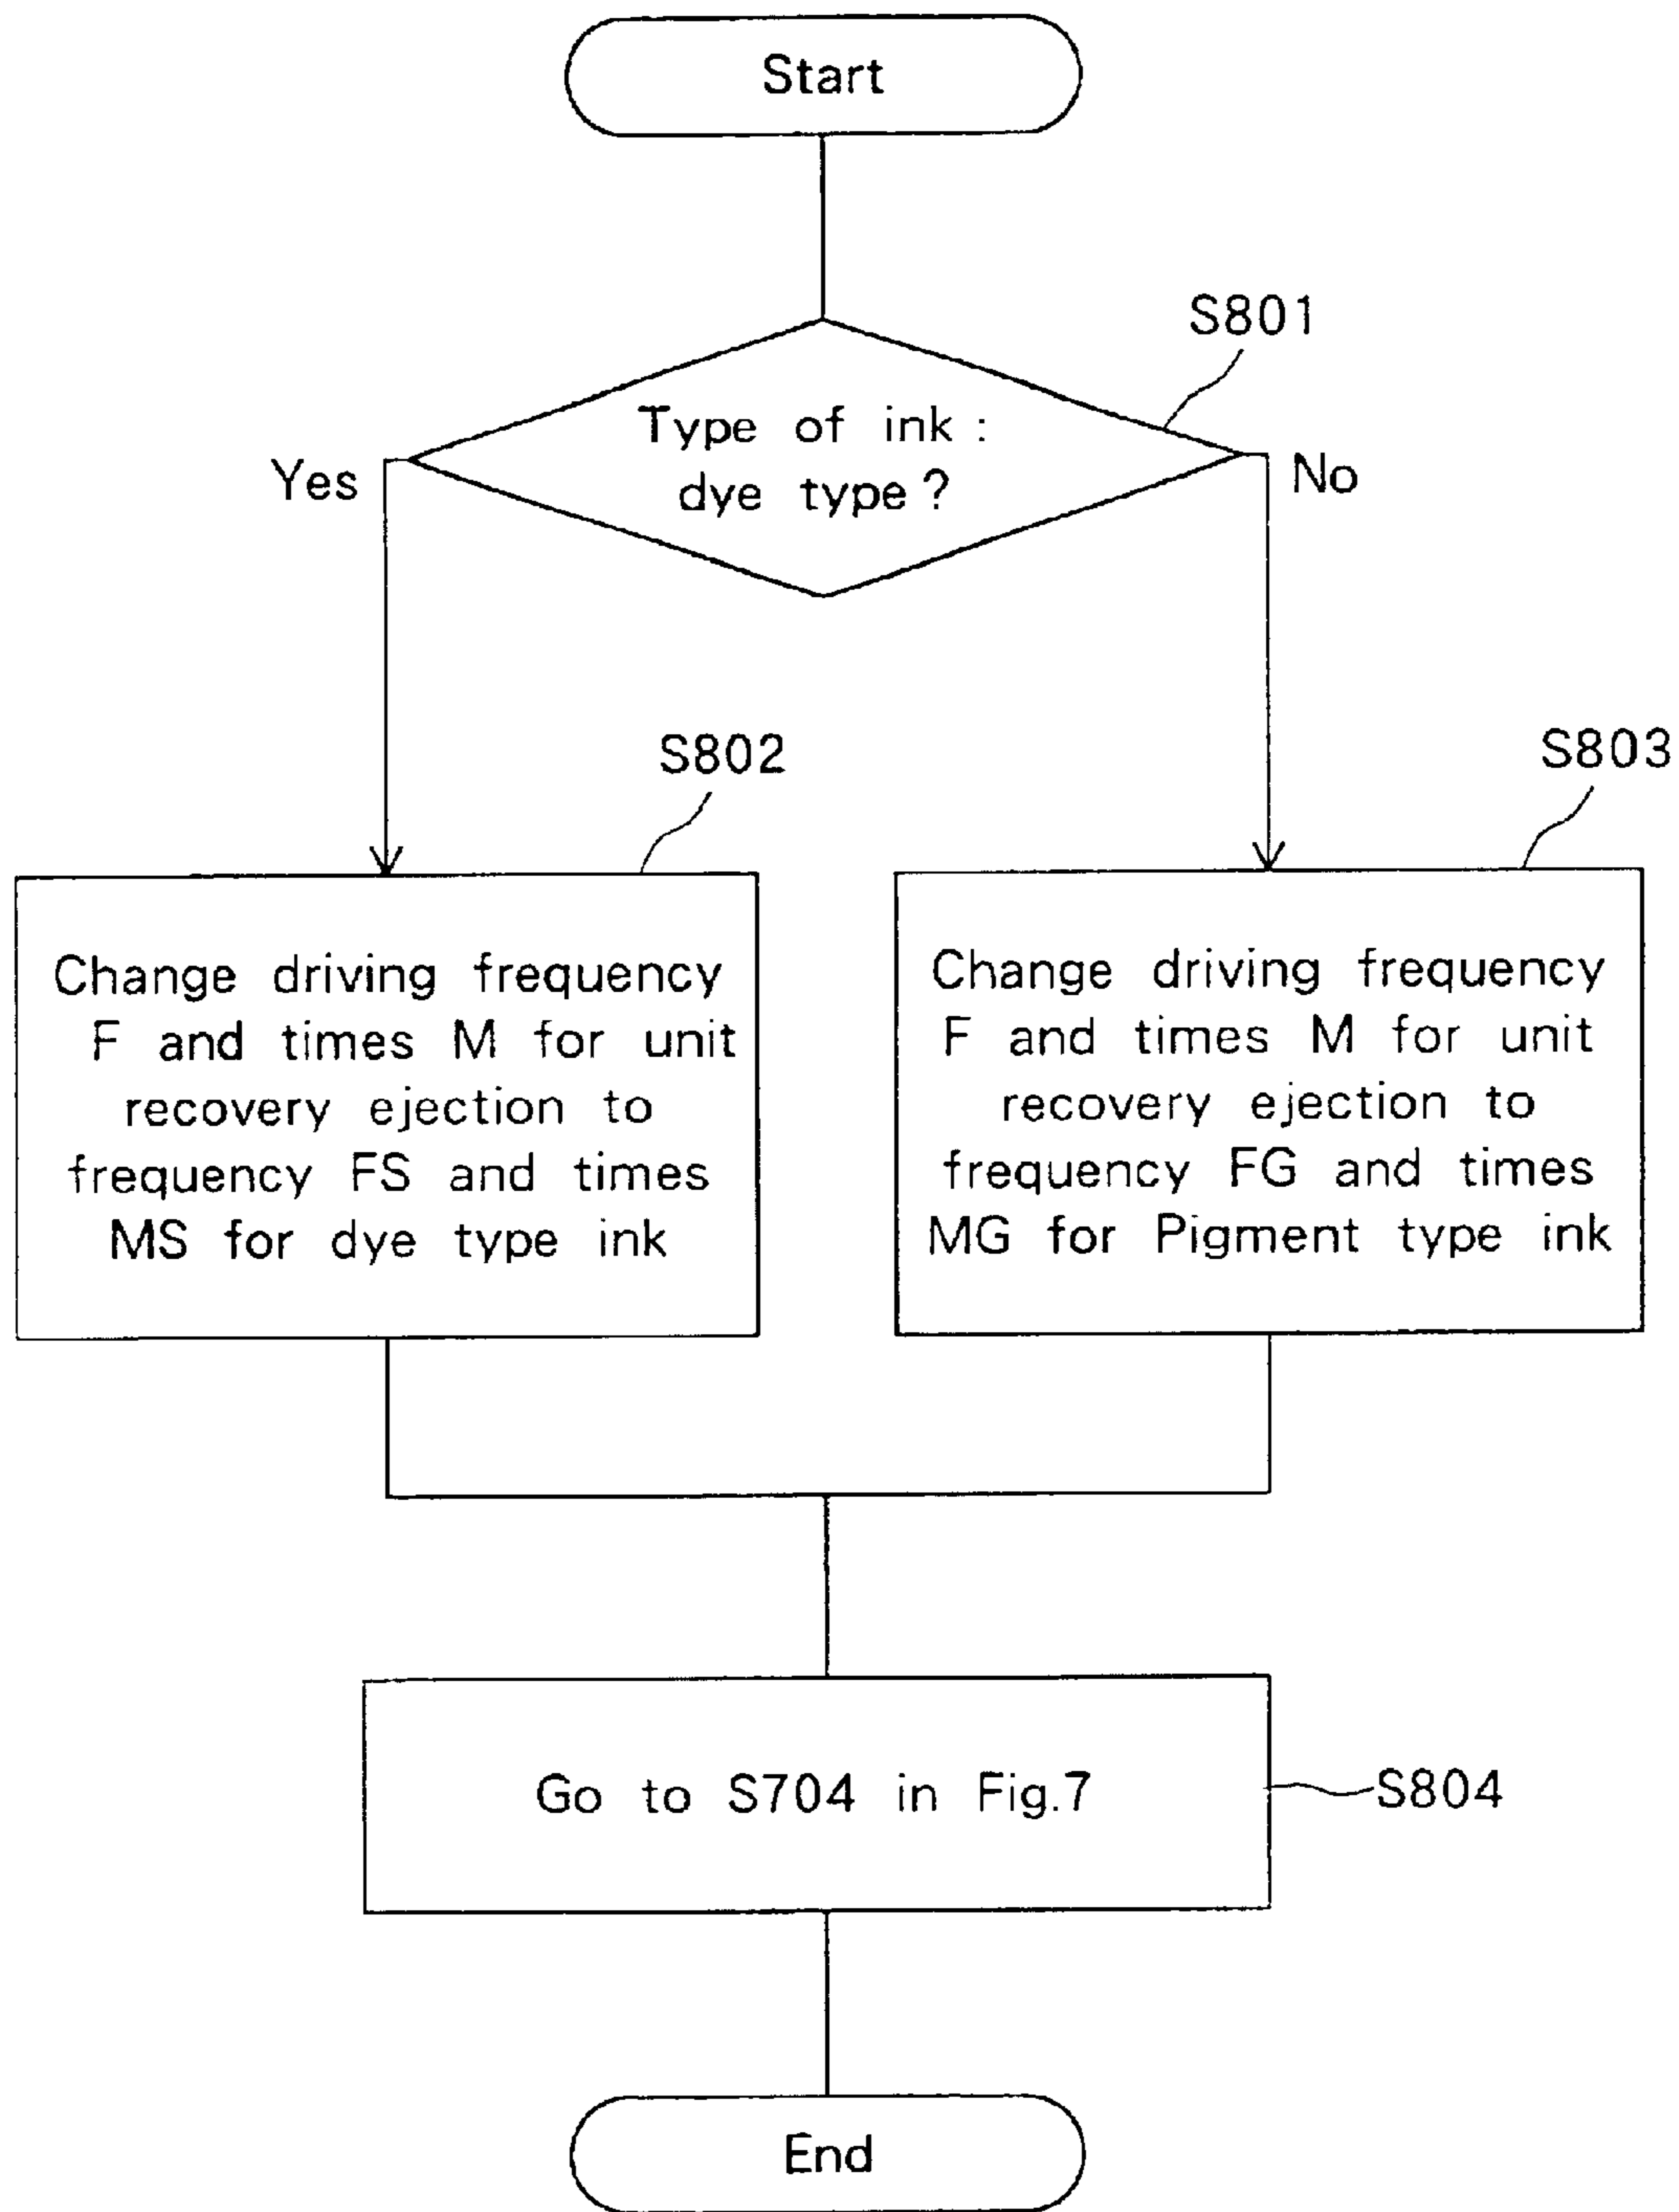 Start
S801
Type of ink :
dye type ?
Yes
No
S802
S803
Change driving frequency
F and times M for unit
recovery ejection to
frequency FS and times
MS for dye type ink
Change driving frequency
F and times M for unit
recovery ejection to
frequency FG and times
MG for Pigment type ink
Go to S704 in Fig.7
S804
End